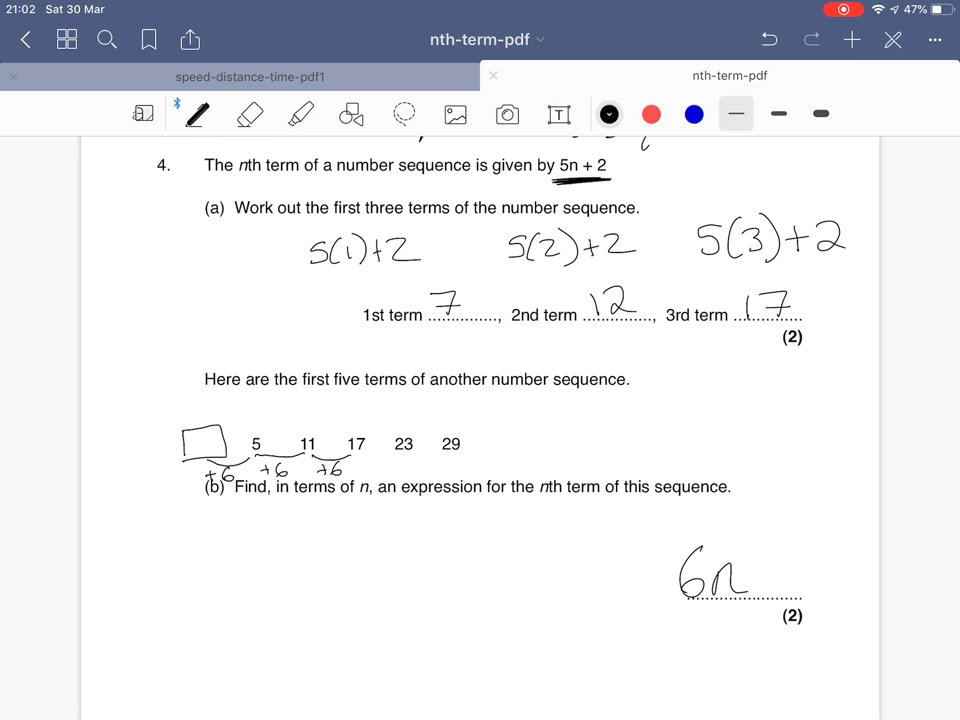 21:02 Sat 30 Mar 47%
nth-term-pdf
speed-distance-time-pdf1 nth-term-pdf
4. The nth term of a number sequence is given by 5n + 2
(a) Work out the first three terms of the number sequence.
5(1)+2 5(2)+2 5(3)+2
1st term 7 ..............., 2nd term 12 ..............., 3rd term 17 ...............
(2)
Here are the first five terms of another number sequence.
5 11 17 23 29
+6 +6 +6
(b) Find, in terms of n, an expression for the nth term of this sequence.
6n
.........................
(2)